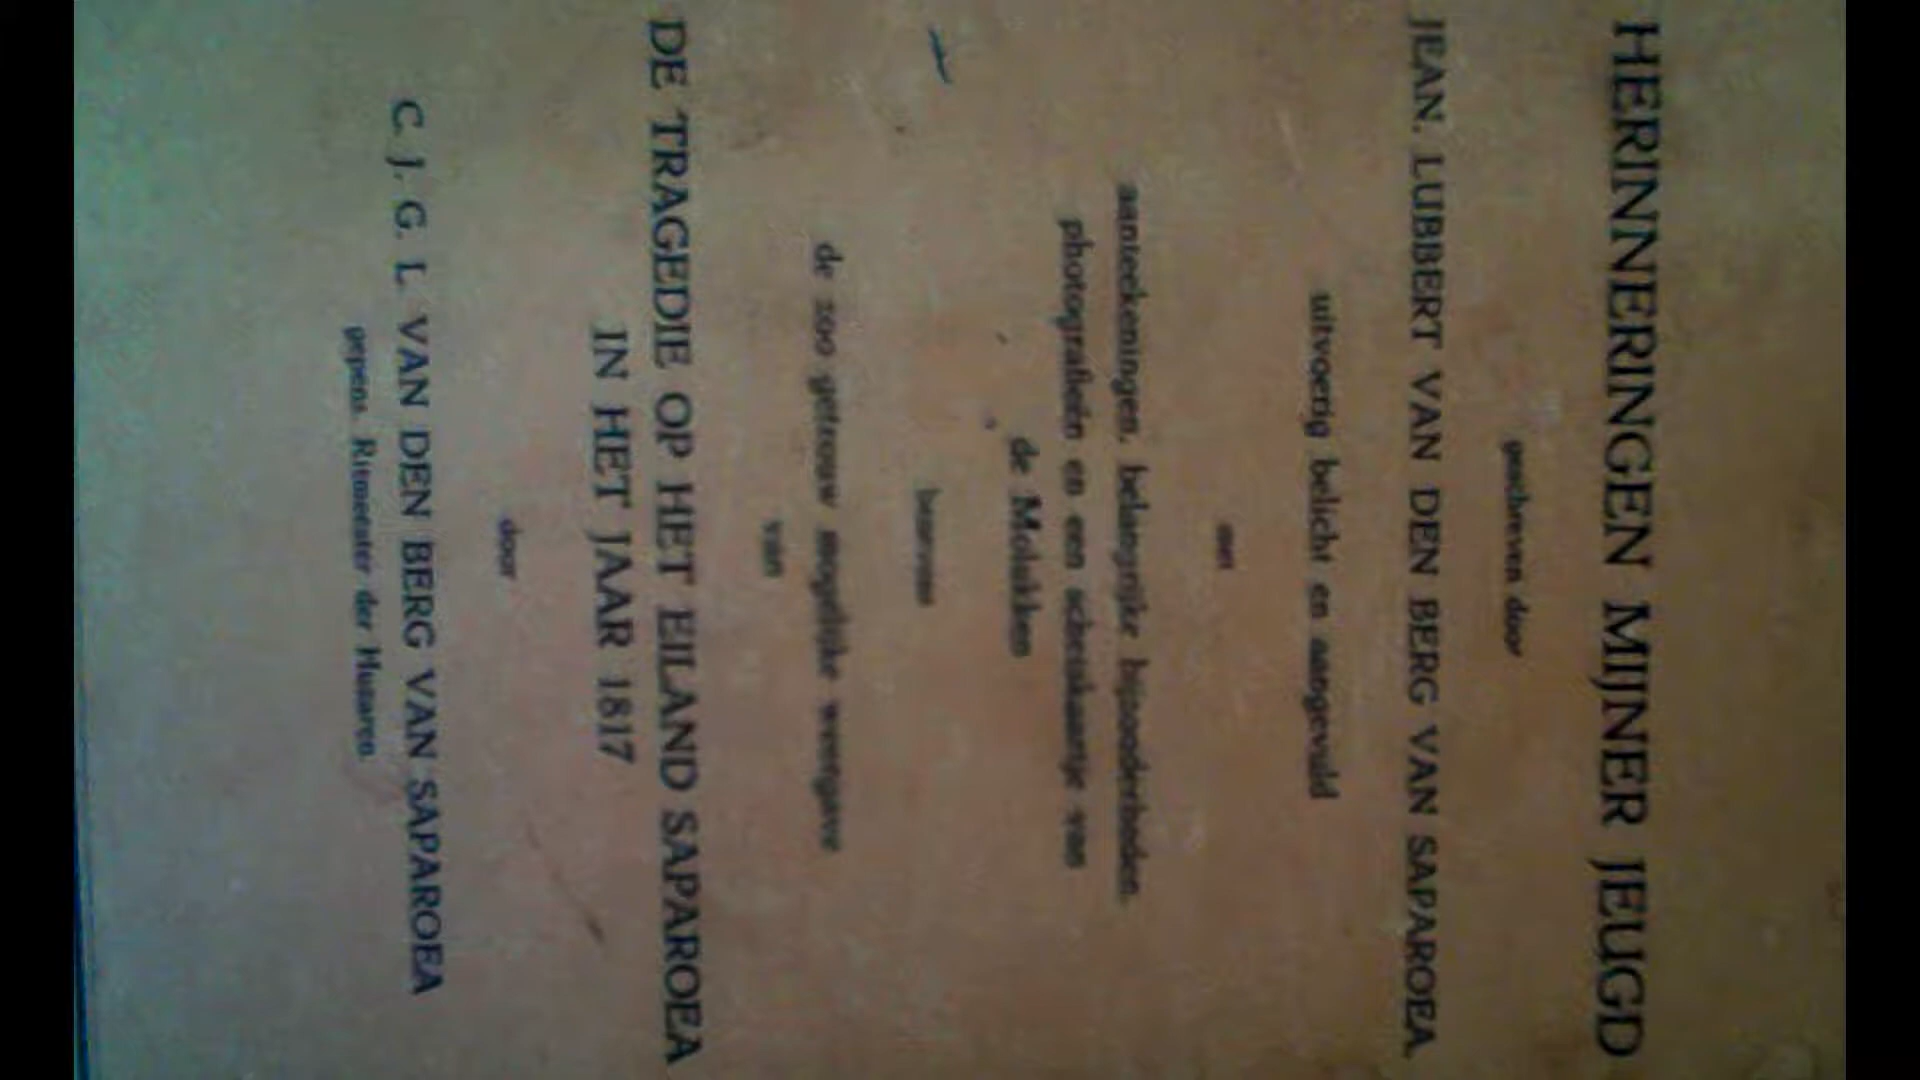 HERINNERINGEN MIJNER JEUGD
geschreven door
JEAN. LUBBERT VAN DEN BERG VAN SAPAROEA.
uitvoerig belicht en aangevuld
met
aanteekeningen, belangrijke bijzonderheden,
photografieën en een schetskaartje van
de Molukken
benevens
de zoo getrouw mogelijke weergave
van
DE TRAGEDIE OP HET EILAND SAPAROEA
IN HET JAAR 1817
door
C. J. G. L. VAN DEN BERG VAN SAPAROEA
gepens. Ritmeester der Huzaren.